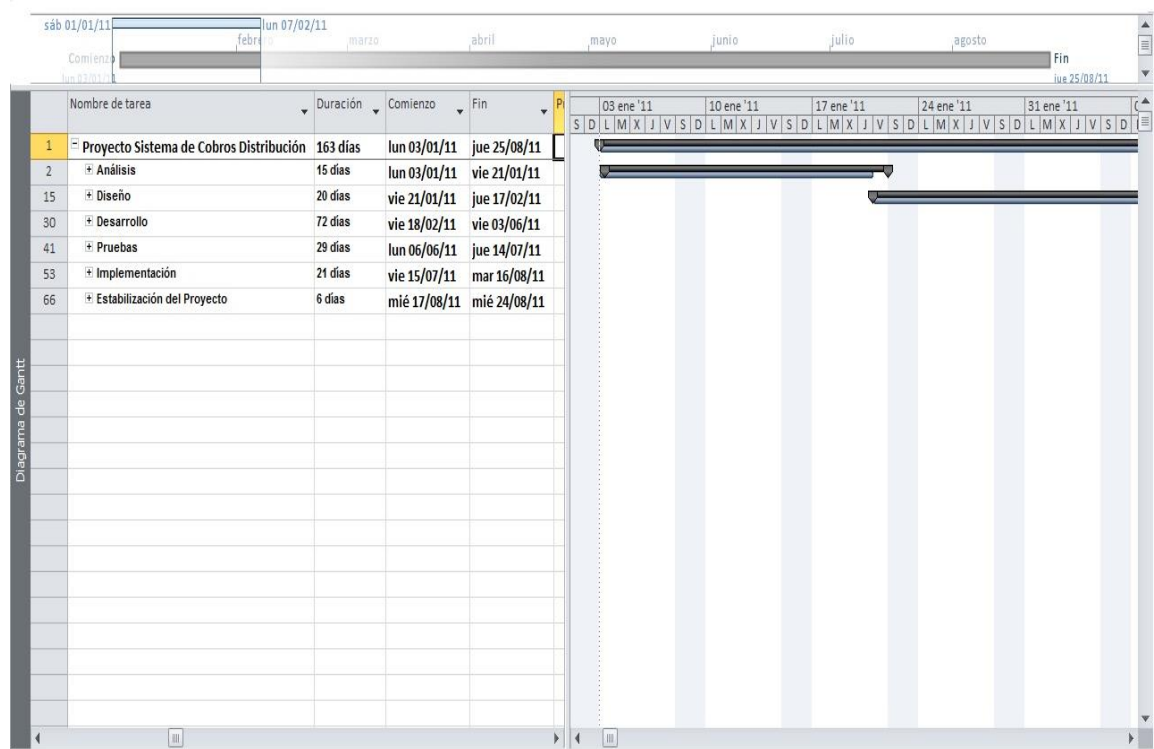 sáb 01/01/11 lun 07/02/11
febrero marzo abril mayo junio julio agosto
Comienzo Fin
lun 03/01/11 jue 25/08/11
Nombre de tarea Duración Comienzo Fin
03 ene '11 10 ene '11 17 ene '11 24 ene '11 31 ene '11
S D L M X J V S D L M X J V S D L M X J V S D L M X J V S D L M X J V S D
1 Proyecto Sistema de Cobros Distribución 163 días lun 03/01/11 jue 25/08/11
2 Análisis 15 días lun 03/01/11 vie 21/01/11
15 Diseño 20 días vie 21/01/11 jue 17/02/11
30 Desarrollo 72 días vie 18/02/11 vie 03/06/11
41 Pruebas 29 días lun 06/06/11 jue 14/07/11
53 Implementación 21 días vie 15/07/11 mar 16/08/11
66 Estabilización del Proyecto 6 días mié 17/08/11 mié 24/08/11
Diagrama de Gantt